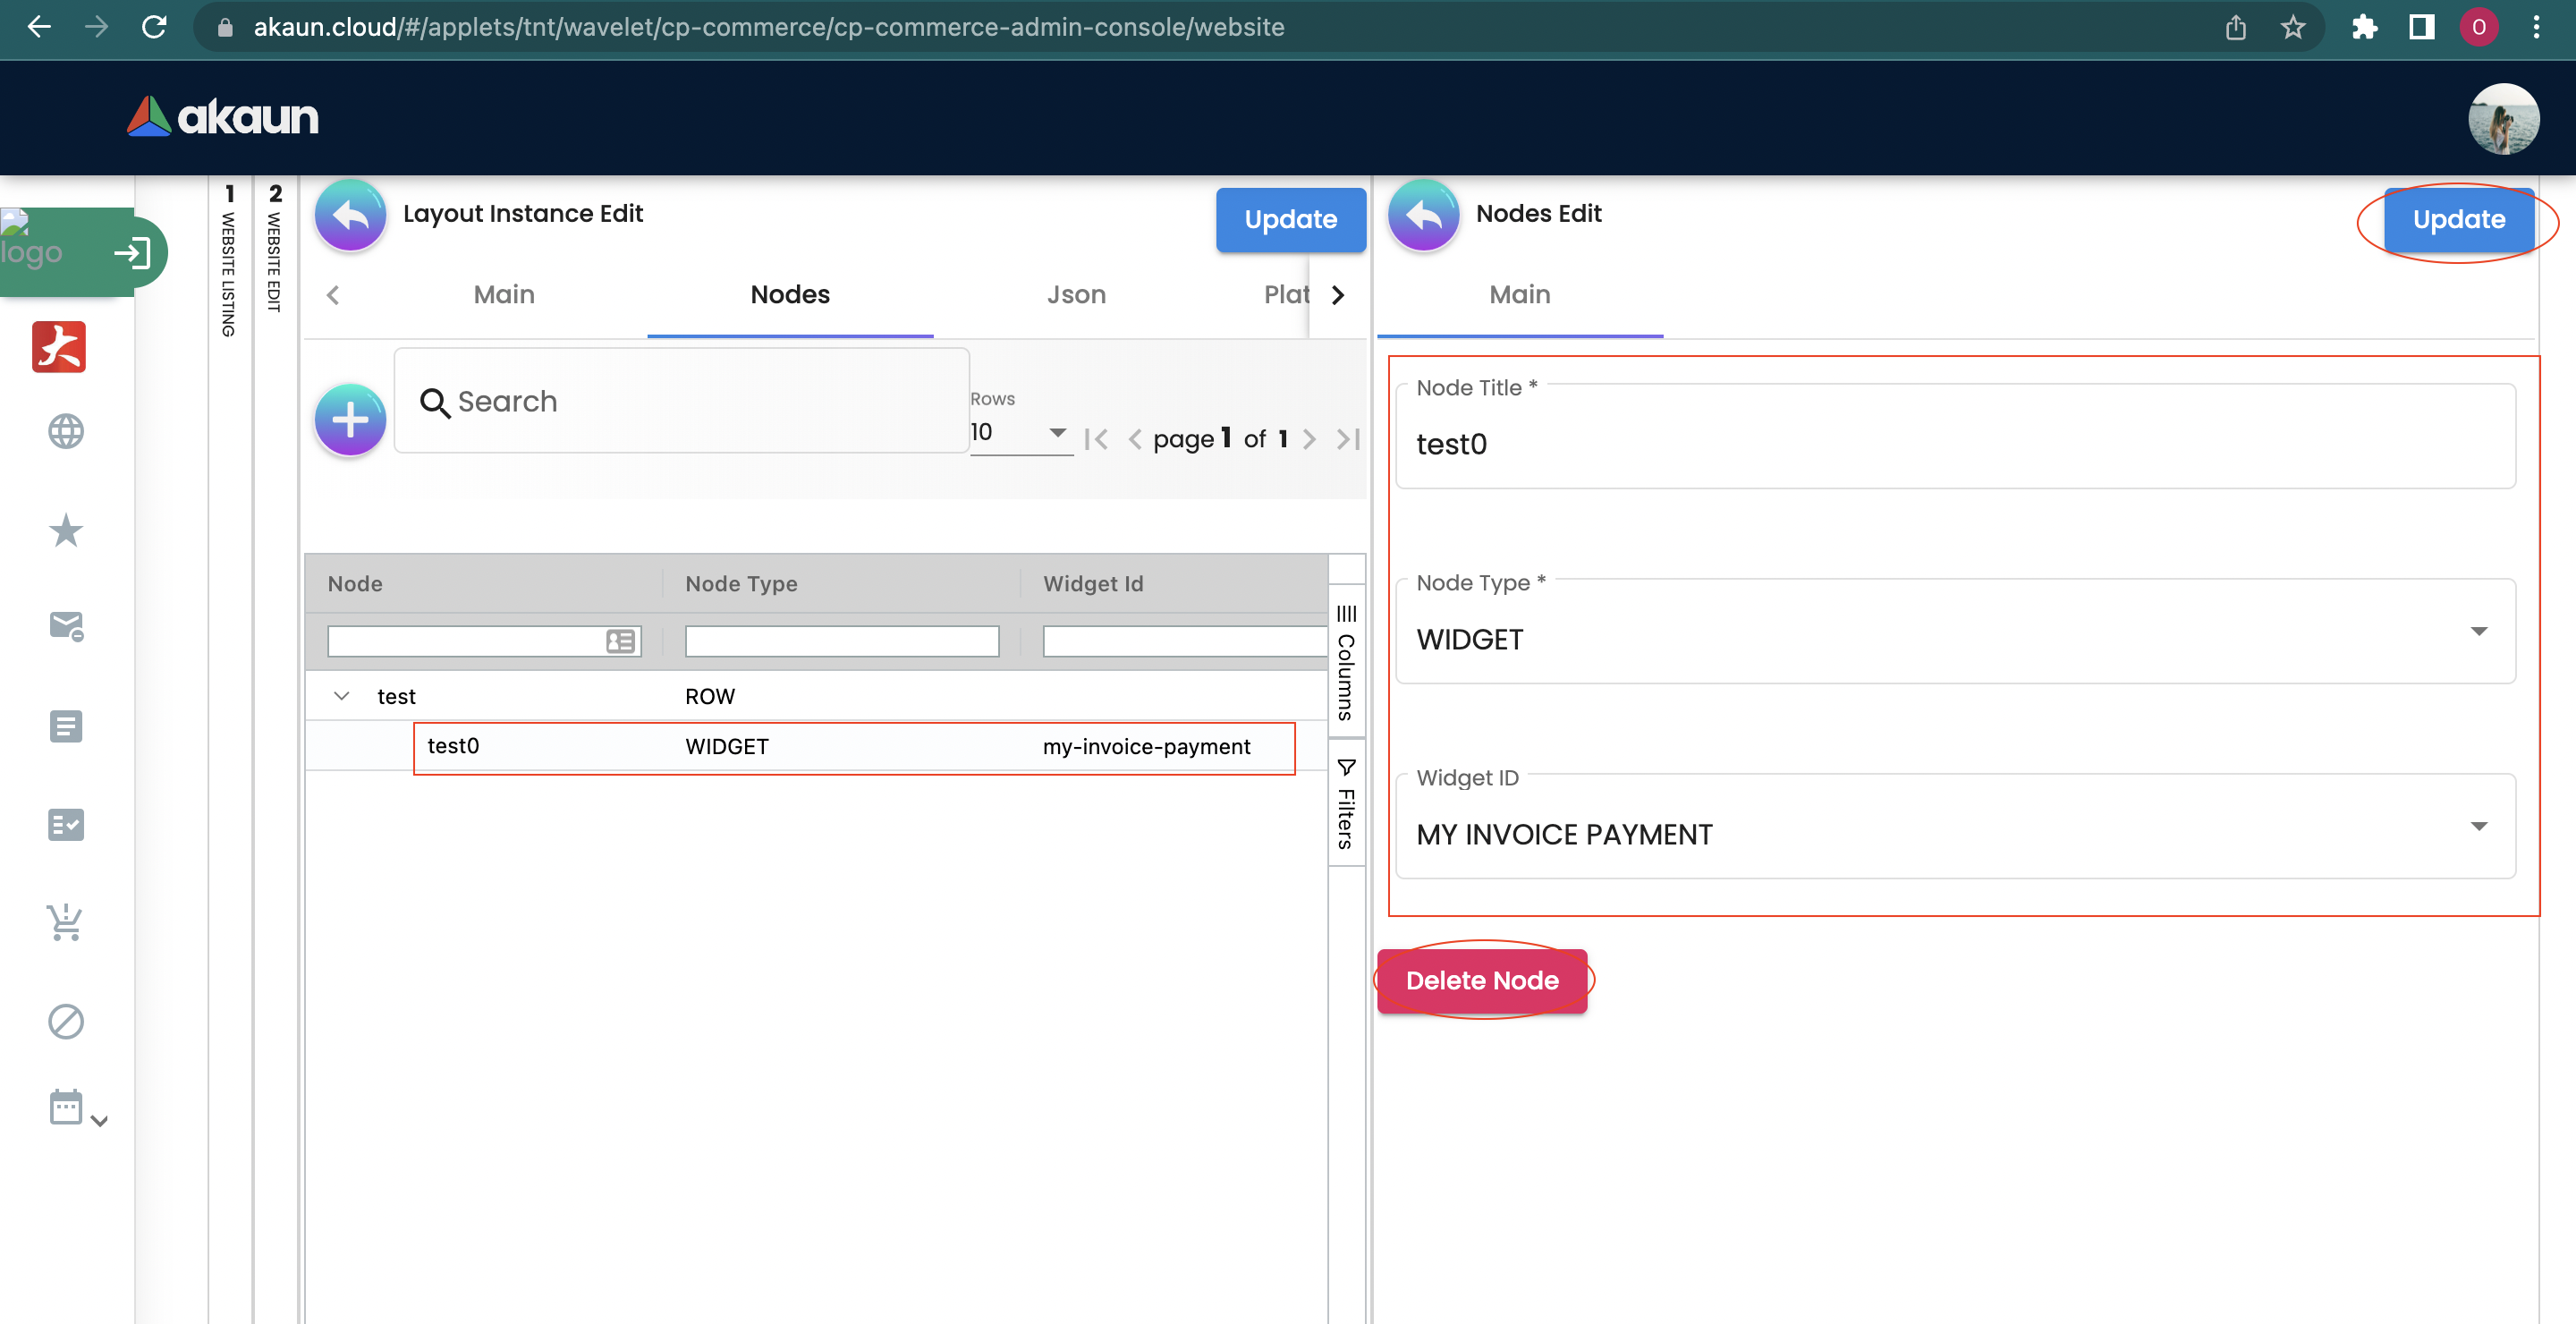 akaun.cloud/#/applets/tnt/wavelet/cp-commerce/cp-commerce-admin-console/website
O
akaun
logo
1 WEBSITE LISTING
2 WEBSITE EDIT
Layout Instance Edit
Update
Main
Nodes
Json
Plat
Search
Rows
10
page 1 of 1
Node
Node Type
Widget Id
test
ROW
test0
WIDGET
my-invoice-payment
Columns
Filters
Nodes Edit
Update
Main
Node Title *
test0
Node Type *
WIDGET
Widget ID
MY INVOICE PAYMENT
Delete Node